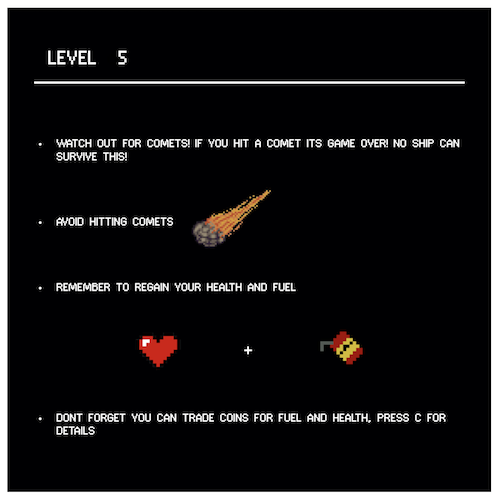 LEVEL 5
• WATCH OUT FOR COMETS! IF YOU HIT A COMET ITS GAME OVER! NO SHIP CAN
SURVIVE THIS!
• AVOID HITTING COMETS
• REMEMBER TO REGAIN YOUR HEALTH AND FUEL
+
• DONT FORGET YOU CAN TRADE COINS FOR FUEL AND HEALTH, PRESS C FOR
DETAILS